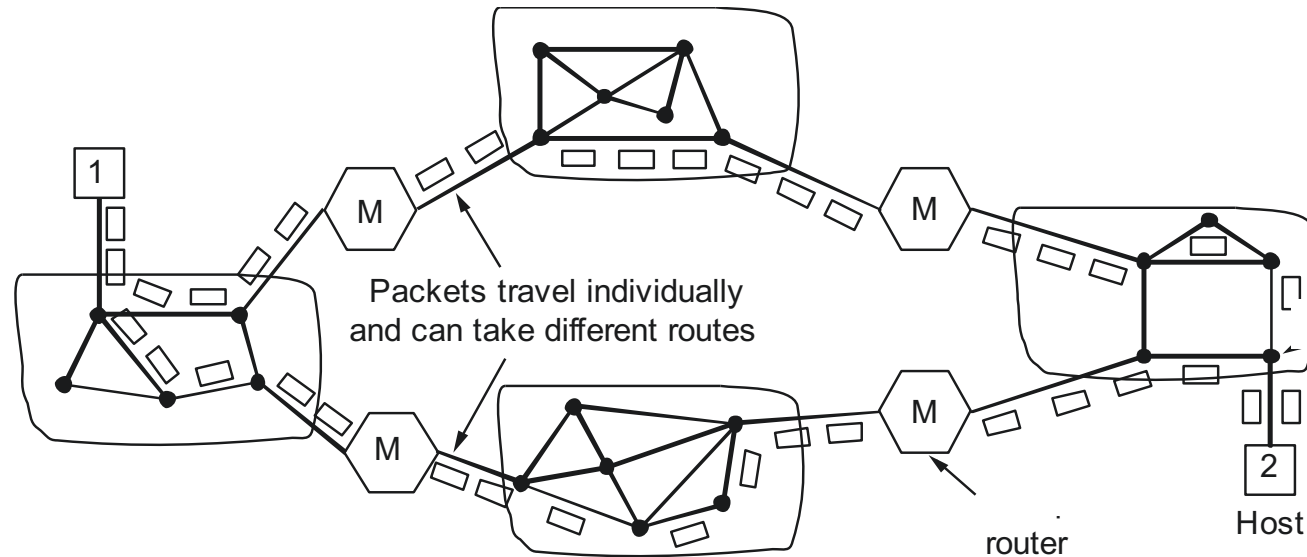 1
M
M
Packets travel individually
and can take different routes
M
M
2
Host
router